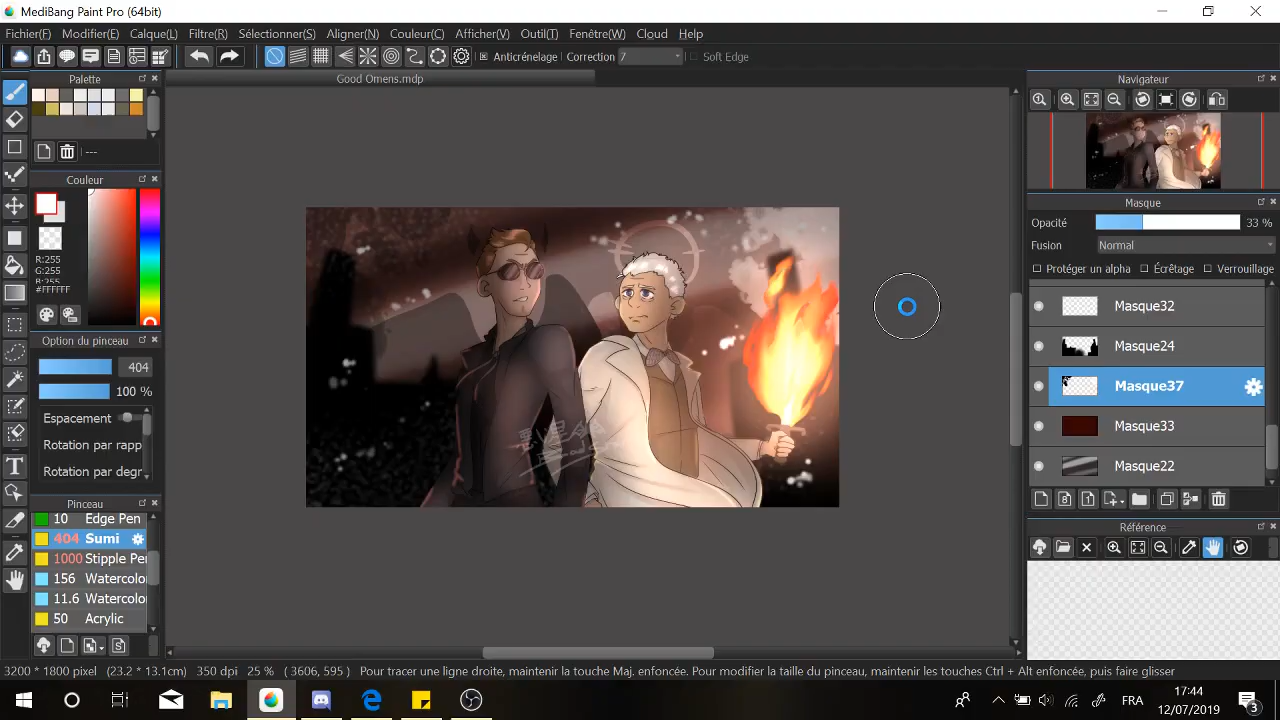 MediBang Paint Pro (64bit)
Fichier(F) Modifier(E) Calque(L) Filtre(R) Sélectionner(S) Aligner(N) Couleur(C) Afficher(V) Outil(T) Fenêtre(W) Cloud Help
Anticrénelage Correction 7 Soft Edge
Palette
Good Omens.mdp
Navigateur
---
Couleur
R:255
G:255
B:255
#FFFFFF
Masque
Opacité 33 %
Fusion Normal
Protéger un alpha Écrêtage Verrouillage
Masque32
Masque24
Masque37
Masque33
Masque22
Option du pinceau
404
100 %
Espacement
Rotation par rapp
Rotation par degr
Pinceau
10 Edge Pen
404 Sumi
1000 Stipple Pen
156 Watercolo
11.6 Watercolo
50 Acrylic
Référence
3200 * 1800 pixel (23.2 * 13.1cm) 350 dpi 25 % (3606, 595 ) Pour tracer une ligne droite, maintenir la touche Maj. enfoncée. Pour modifier la taille du pinceau, maintenir les touches Ctrl + Alt enfoncée, puis faire glisser
FRA
17:44
12/07/2019
3